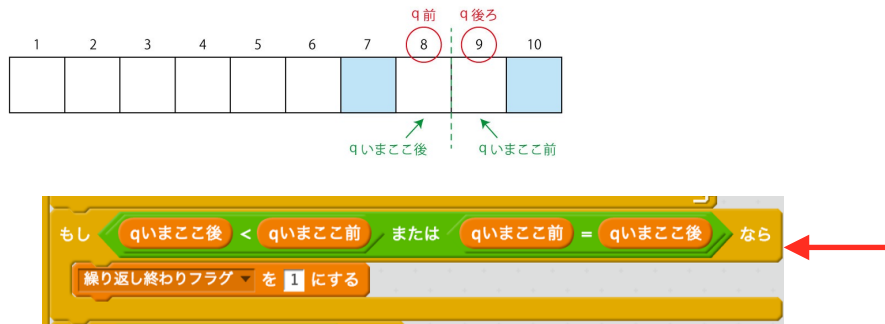 q前 q後ろ
1 2 3 4 5 6 7 8 9 10
qいまここ後 qいまここ前
もし qいまここ後 < qいまここ前 または qいまここ前 = qいまここ後 なら
繰り返し終わりフラグ を 1 にする